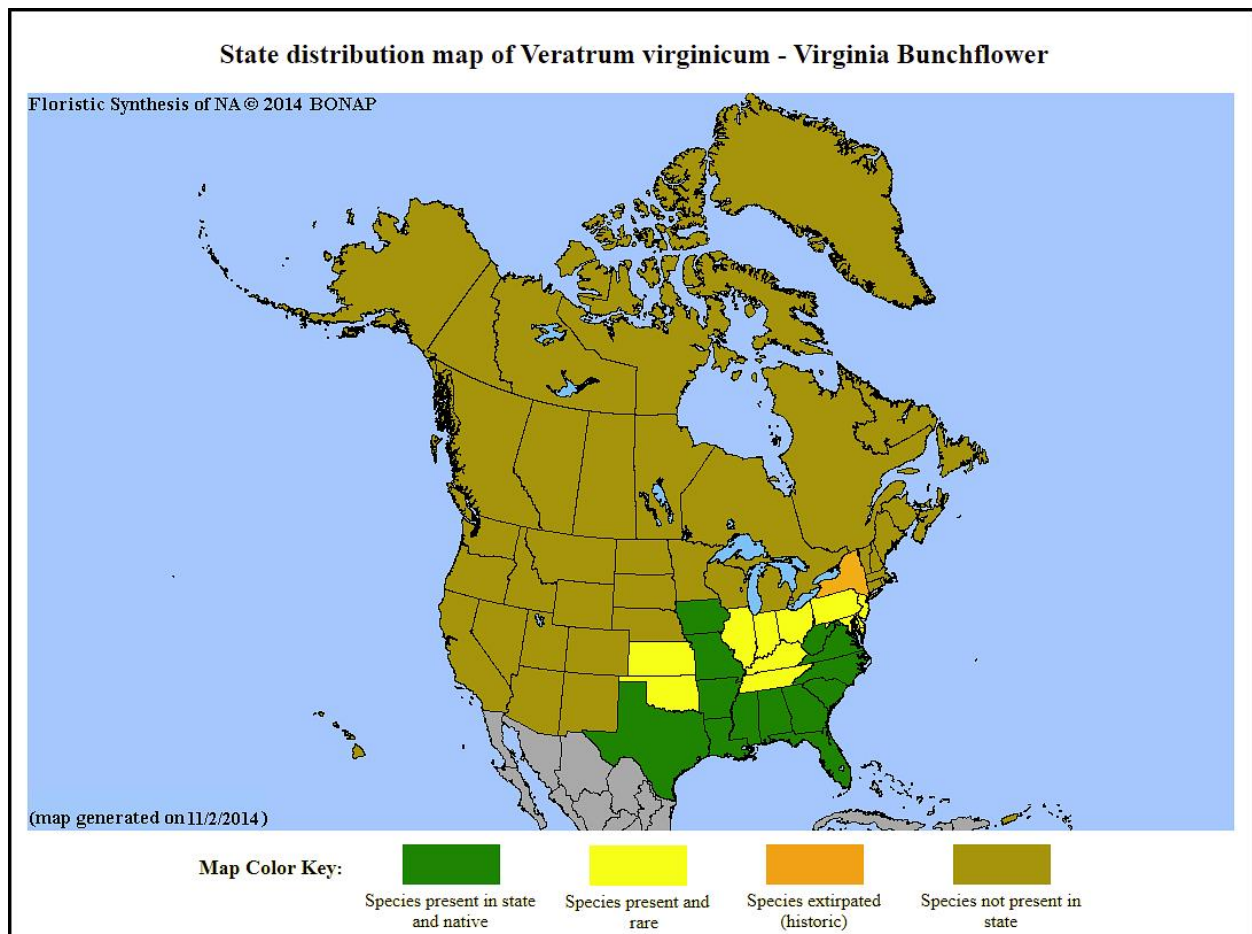 State distribution map of Veratrum virginicum - Virginia Bunchflower
Floristic Synthesis of NA © 2014 BONAP
(map generated on 11/2/2014)
Map Color Key:
Species present in state
and native
Species present and
rare
Species extirpated
(historic)
Species not present in
state